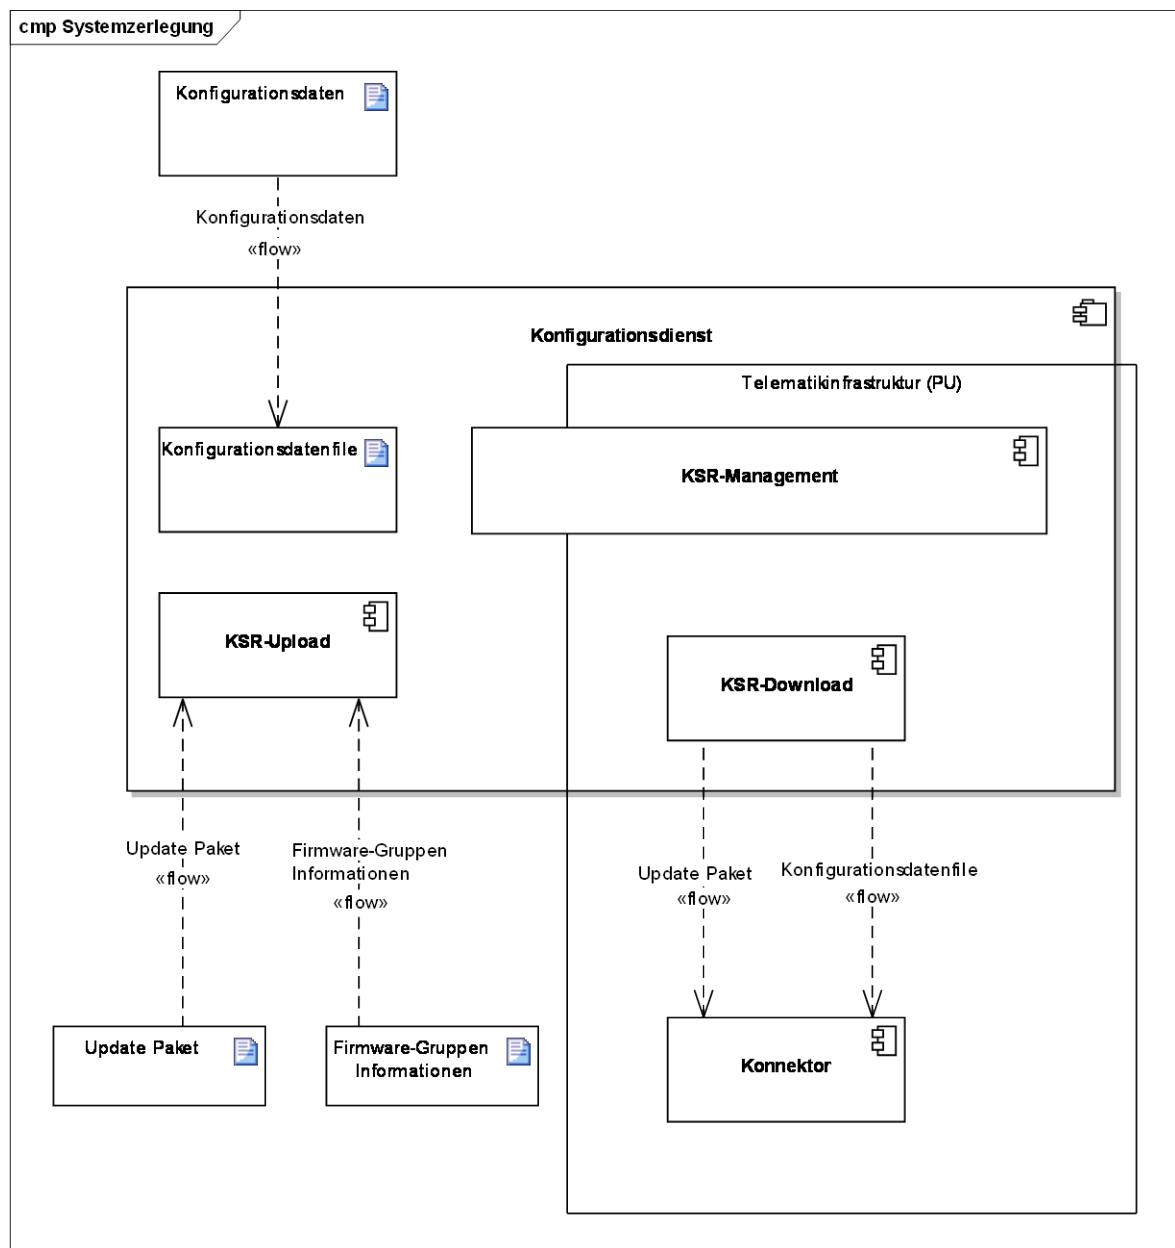 cmp Systemzerlegung
Konfigurationsdaten
Konfigurationsdaten
«flow»
Konfigurationsdienst
Telematikinfrastruktur (PU)
Konfigurationsdatenfile
KSR-Management
KSR-Upload
KSR-Download
Update Paket
«flow»
Firmware-Gruppen
Informationen
«flow»
Update Paket
«flow»
Konfigurationsdatenfile
«flow»
Update Paket
Firmware-Gruppen
Informationen
Konnektor